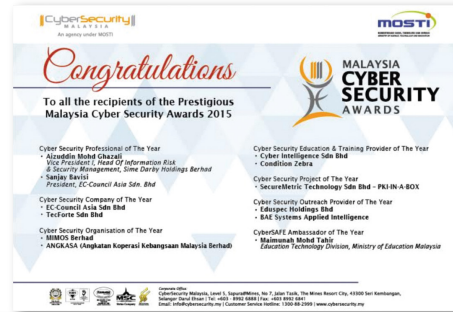 CyberSecurity
MALAYSIA
An agency under MOSTI
MOSTI
Congratulations
To all the recipients of the Prestigious
Malaysia Cyber Security Awards 2015
MALAYSIA
CYBER
SECURITY
AWARDS
Cyber Security Professional of The Year
• Aizuddin Mohd Ghazali
Vice President I, Head Of Information Risk
& Security Management, Sime Darby Holdings Berhad
• Sanjay Bavisi
President, EC-Council Asia Sdn. Bhd
Cyber Security Company of The Year
• EC-Council Asia Sdn Bhd
• TecForte Sdn Bhd
Cyber Security Organisation of The Year
• MIMOS Berhad
• ANGKASA (Angkatan Koperasi Kebangsaan Malaysia Berhad)
Cyber Security Education & Training Provider of The Year
• Cyber Intelligence Sdn Bhd
• Condition Zebra
Cyber Security Project of The Year
• SecureMetric Technology Sdn Bhd – PKI-IN-A-BOX
Cyber Security Outreach Provider of The Year
• Eduspec Holdings Bhd
• BAE Systems Applied Intelligence
CyberSAFE Ambassador of The Year
• Maimunah Mohd Tahir
Education Technology Division, Ministry of Education Malaysia
MSC
Corporate Office
CyberSecurity Malaysia, Level 5, Sapura@Mines, No 7, Jalan Tasik, The Mines Resort City, 43300 Seri Kembangan,
Selangor Darul Ehsan | Tel: +603 - 8992 6888 | Fax: +603 8992 6841
Email: info@cybersecurity.my | Customer Service Hotline: 1300-88-2999 | www.cybersecurity.my